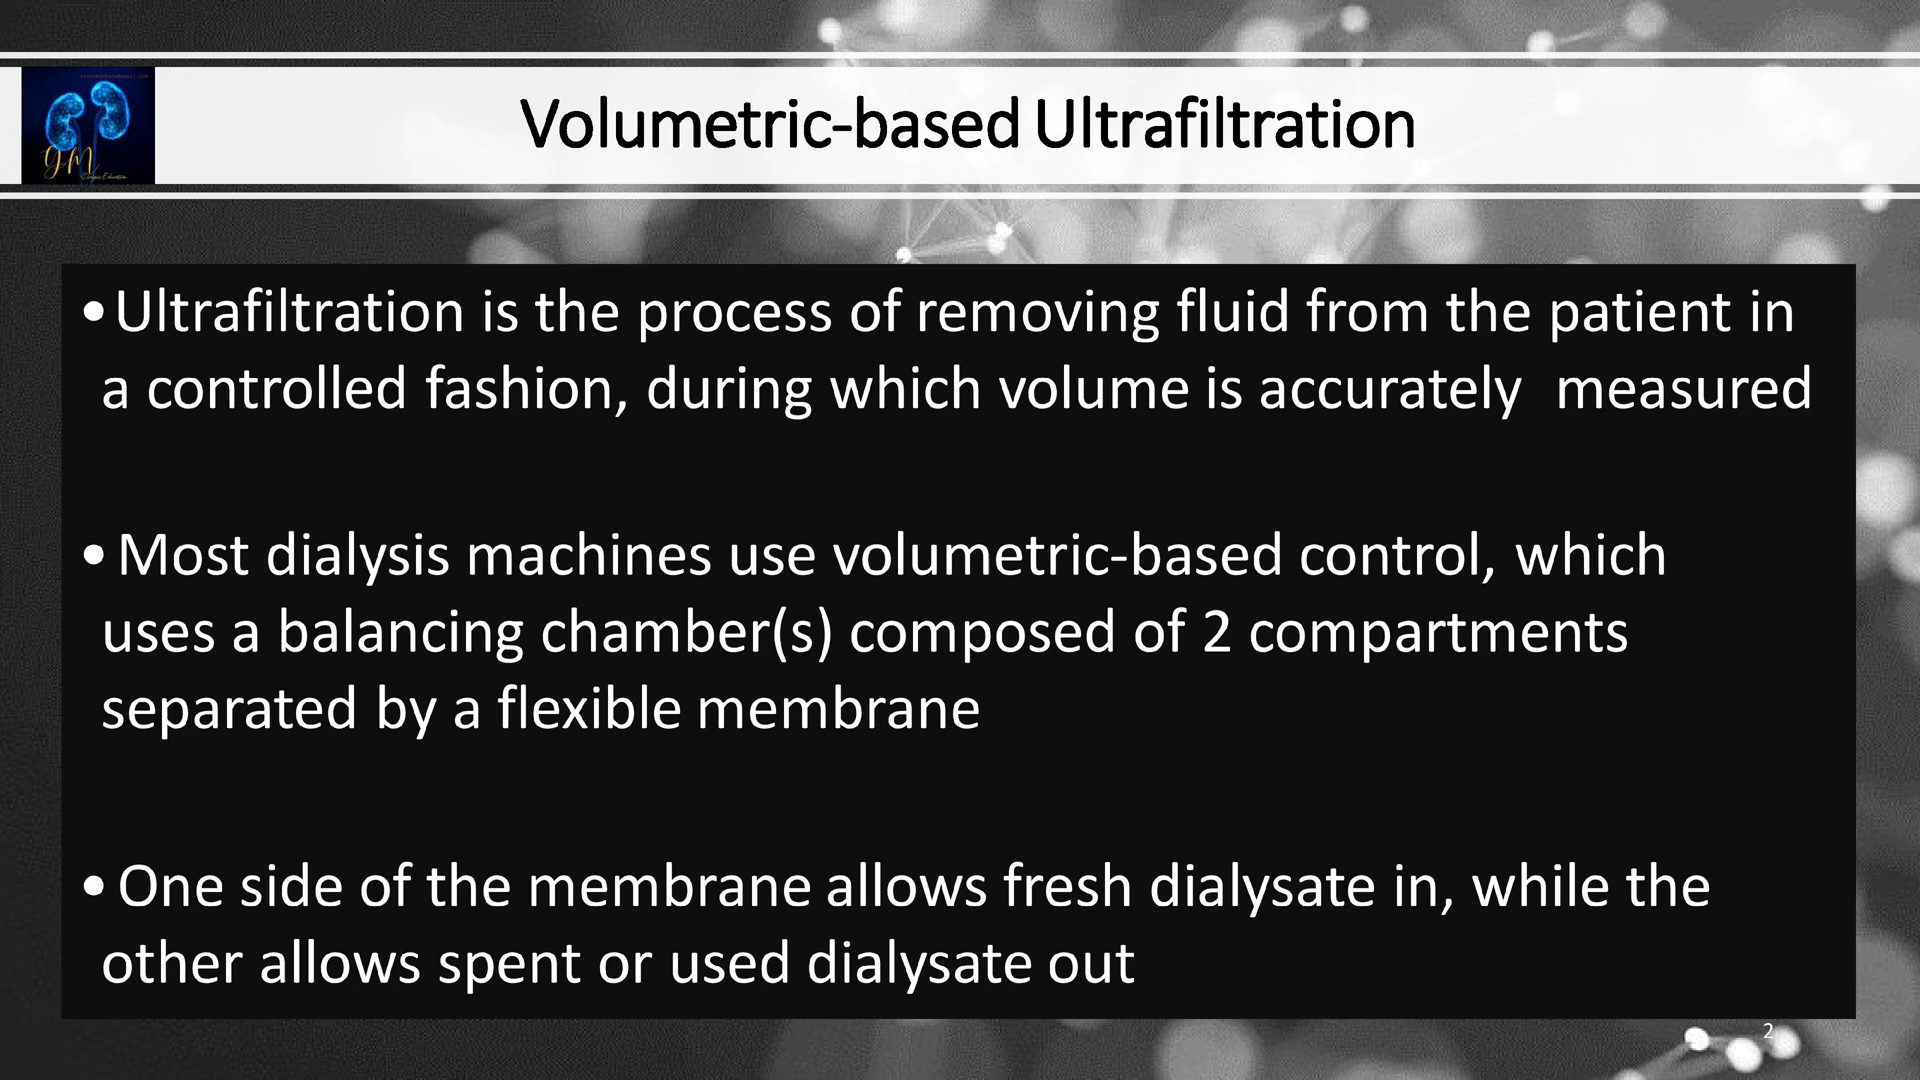 Volumetric-based Ultrafiltration
GM
Dialysis Education
•Ultrafiltration is the process of removing fluid from the patient in
a controlled fashion, during which volume is accurately measured
•Most dialysis machines use volumetric-based control, which
uses a balancing chamber(s) composed of 2 compartments
separated by a flexible membrane
•One side of the membrane allows fresh dialysate in, while the
other allows spent or used dialysate out
2